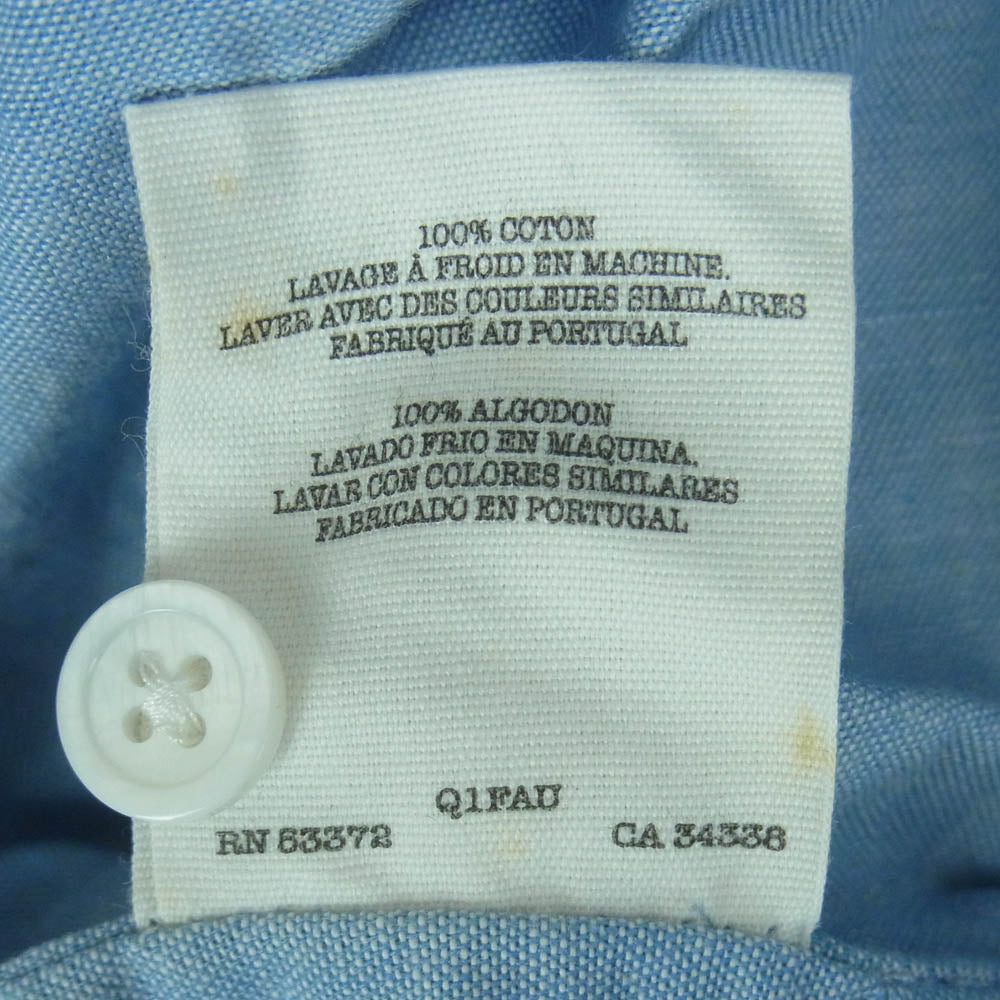 100% COTON
LAVAGE À FROID EN MACHINE.
LAVER AVEC DES COULEURS SIMILAIRES
FABRIQUÉ AU PORTUGAL
100% ALGODON
LAVADO FRIO EN MAQUINA.
LAVAR CON COLORES SIMILARES
FABRICADO EN PORTUGAL
Q1FAU
RN 53372 CA 34338